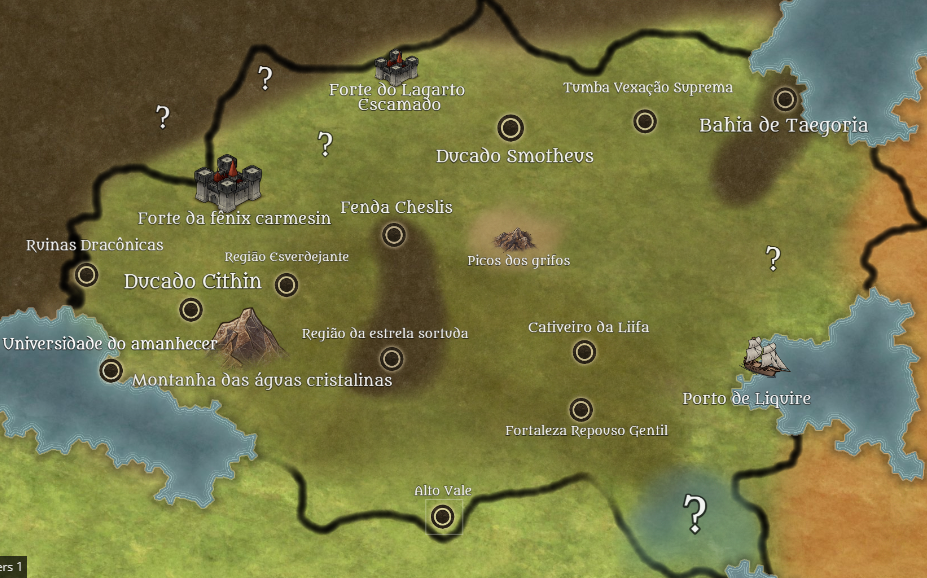 Forte do Lagarto
Escamado
Tumba Vexação Suprema
?
?
?
Bahia de Taegoria
Ducado Smotheus
Forte da fênix carmesin
Fenda Cheslis
Ruinas Dracônicas
Região Esverdejante
Picos dos grifos
?
Ducado Cithin
Universidade do amanhecer
Região da estrela sortuda
Cativeiro da Liifa
Montanha das águas cristalinas
Porto de Liquire
Fortaleza Repouso Gentil
Alto Vale
?
ers 1